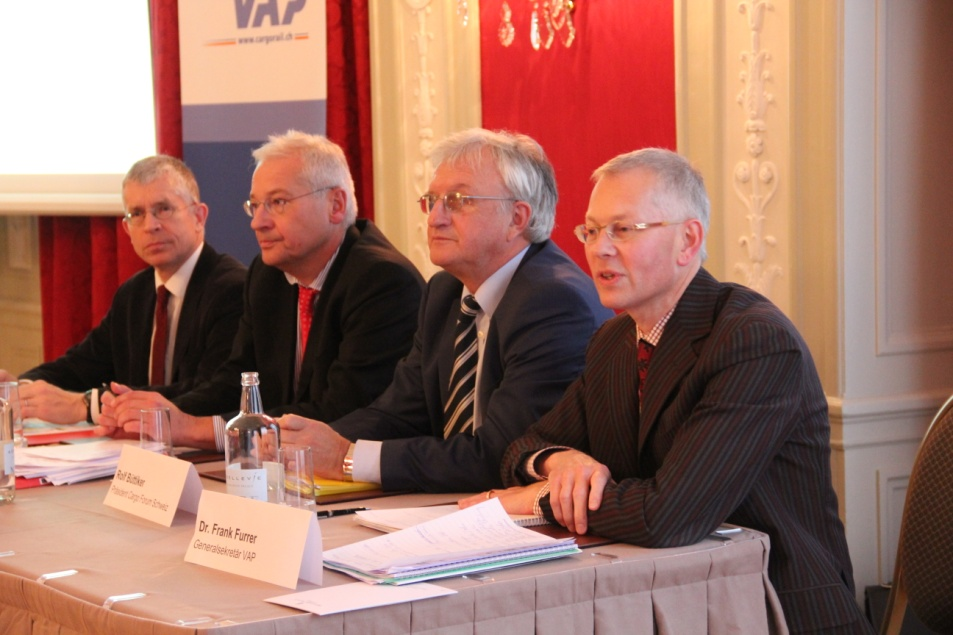 VAP
www.cargorail.ch
Rolf Büttiker
Präsident Cargo Forum Schweiz
Dr. Frank Furrer
Generalsekretär VAP